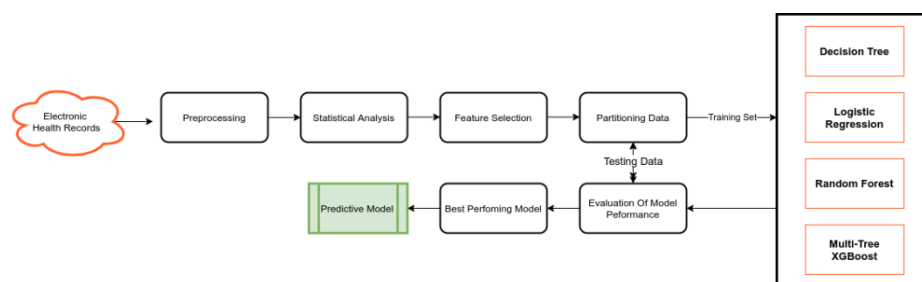 Electronic
Health Records
Preprocessing
Statistical Analysis
Feature Selection
Partitioning Data
Training Set
Decision Tree
Logistic
Regression
Random Forest
Multi-Tree
XGBoost
Testing Data
Evaluation Of Model
Peformance
Best Perfoming Model
Predictive Model